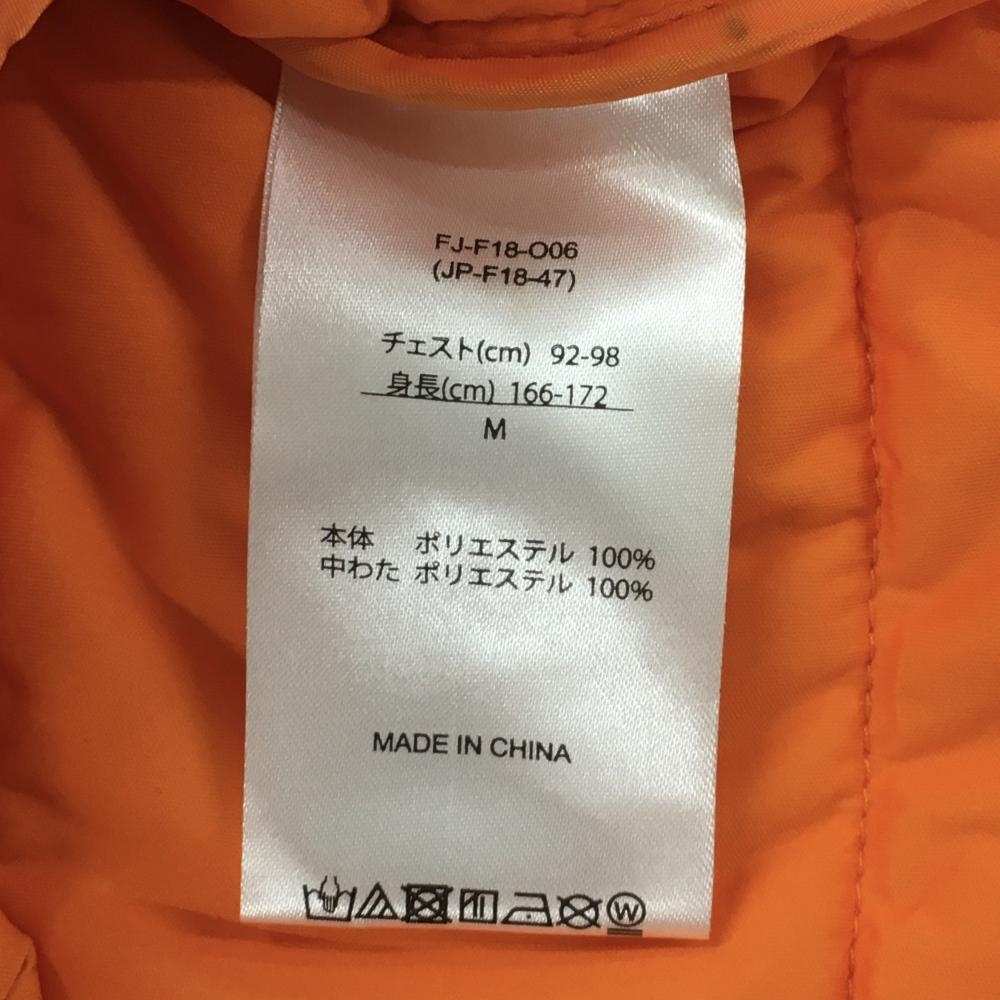 FJ-F18-O06
(JP-F18-47)
チェスト(cm) 92-98
身長(cm) 166-172
M
本体 ポリエステル 100%
中わた ポリエステル 100%
MADE IN CHINA
W